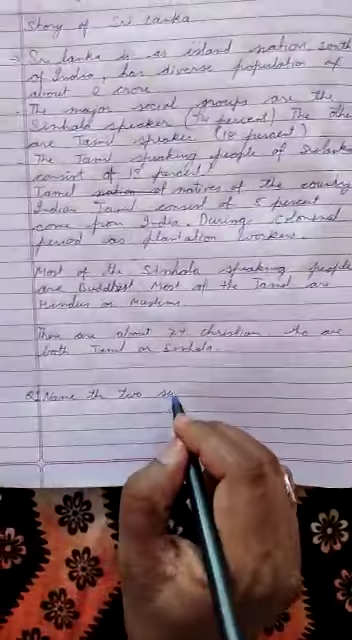 Story of Sri Lanka
→ Sri lanka is as island nation south
of India, has diverse population of
about 2 crore
The major social groups are the
Sinhala speaker (74 percent) The other
are Tamil speaker (18 percent)
The Tamil speaking people of Srilanka
consist of 13 percent
Tamil nation of natives of the country
Indian Tamil consist of 5 percent
come from India. During coloneal
period as plantation workers.
Most of the Sinhala speaking people
are Buddhist Most of the Tamil are
Hindus or Muslims.
There are about 7% christian, who are
both Tamil or Sinhala.
Q1 Name the two